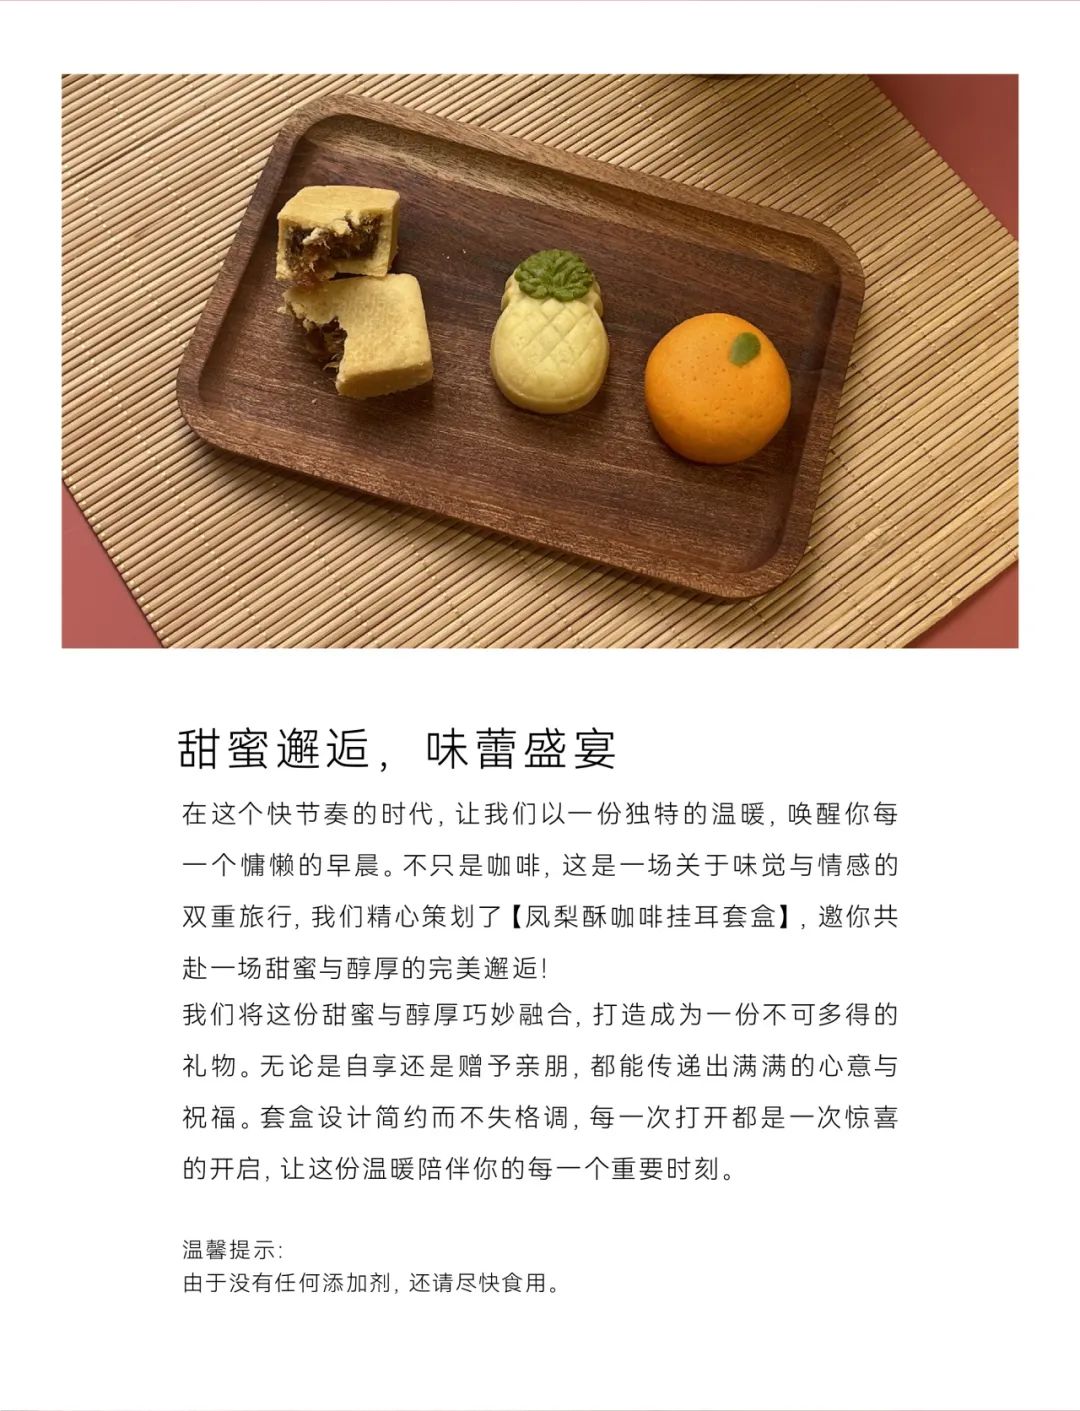 甜蜜邂逅，味蕾盛宴
在这个快节奏的时代，让我们以一份独特的温暖，唤醒你每
一个慵懒的早晨。不只是咖啡，这是一场关于味觉与情感的
双重旅行，我们精心策划了【凤梨酥咖啡挂耳套盒】，邀你共
赴一场甜蜜与醇厚的完美邂逅！
我们将这份甜蜜与醇厚巧妙融合，打造成为一份不可多得的
礼物。无论是自享还是赠予亲朋，都能传递出满满的心意与
祝福。套盒设计简约而不失格调，每一次打开都是一次惊喜
的开启，让这份温暖陪伴你的每一个重要时刻。
温馨提示：
由于没有任何添加剂，还请尽快食用。